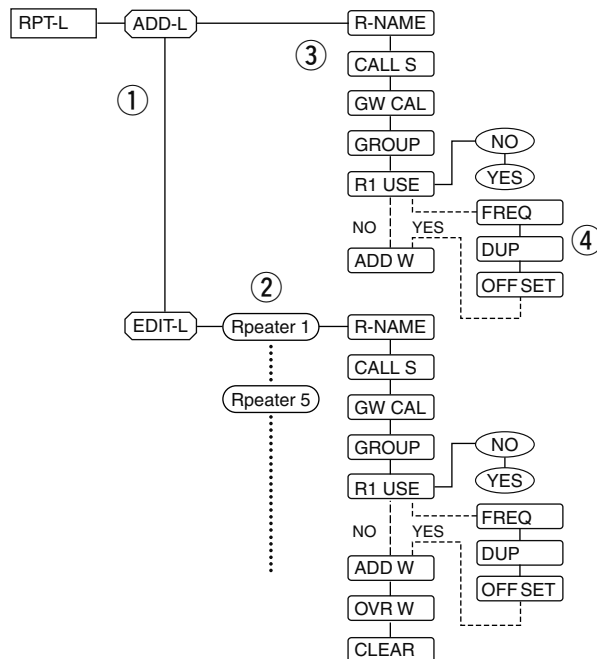 RPT-L
ADD-L
R-NAME
③
CALL S
①
GW CAL
GROUP
NO
R1 USE
YES
FREQ
NO
YES
④
DUP
ADD W
OFF SET
②
EDIT-L
Rpeater 1
R-NAME
CALL S
Rpeater 5
GW CAL
GROUP
NO
R1 USE
YES
FREQ
NO
YES
DUP
ADD W
OFF SET
OVR W
CLEAR